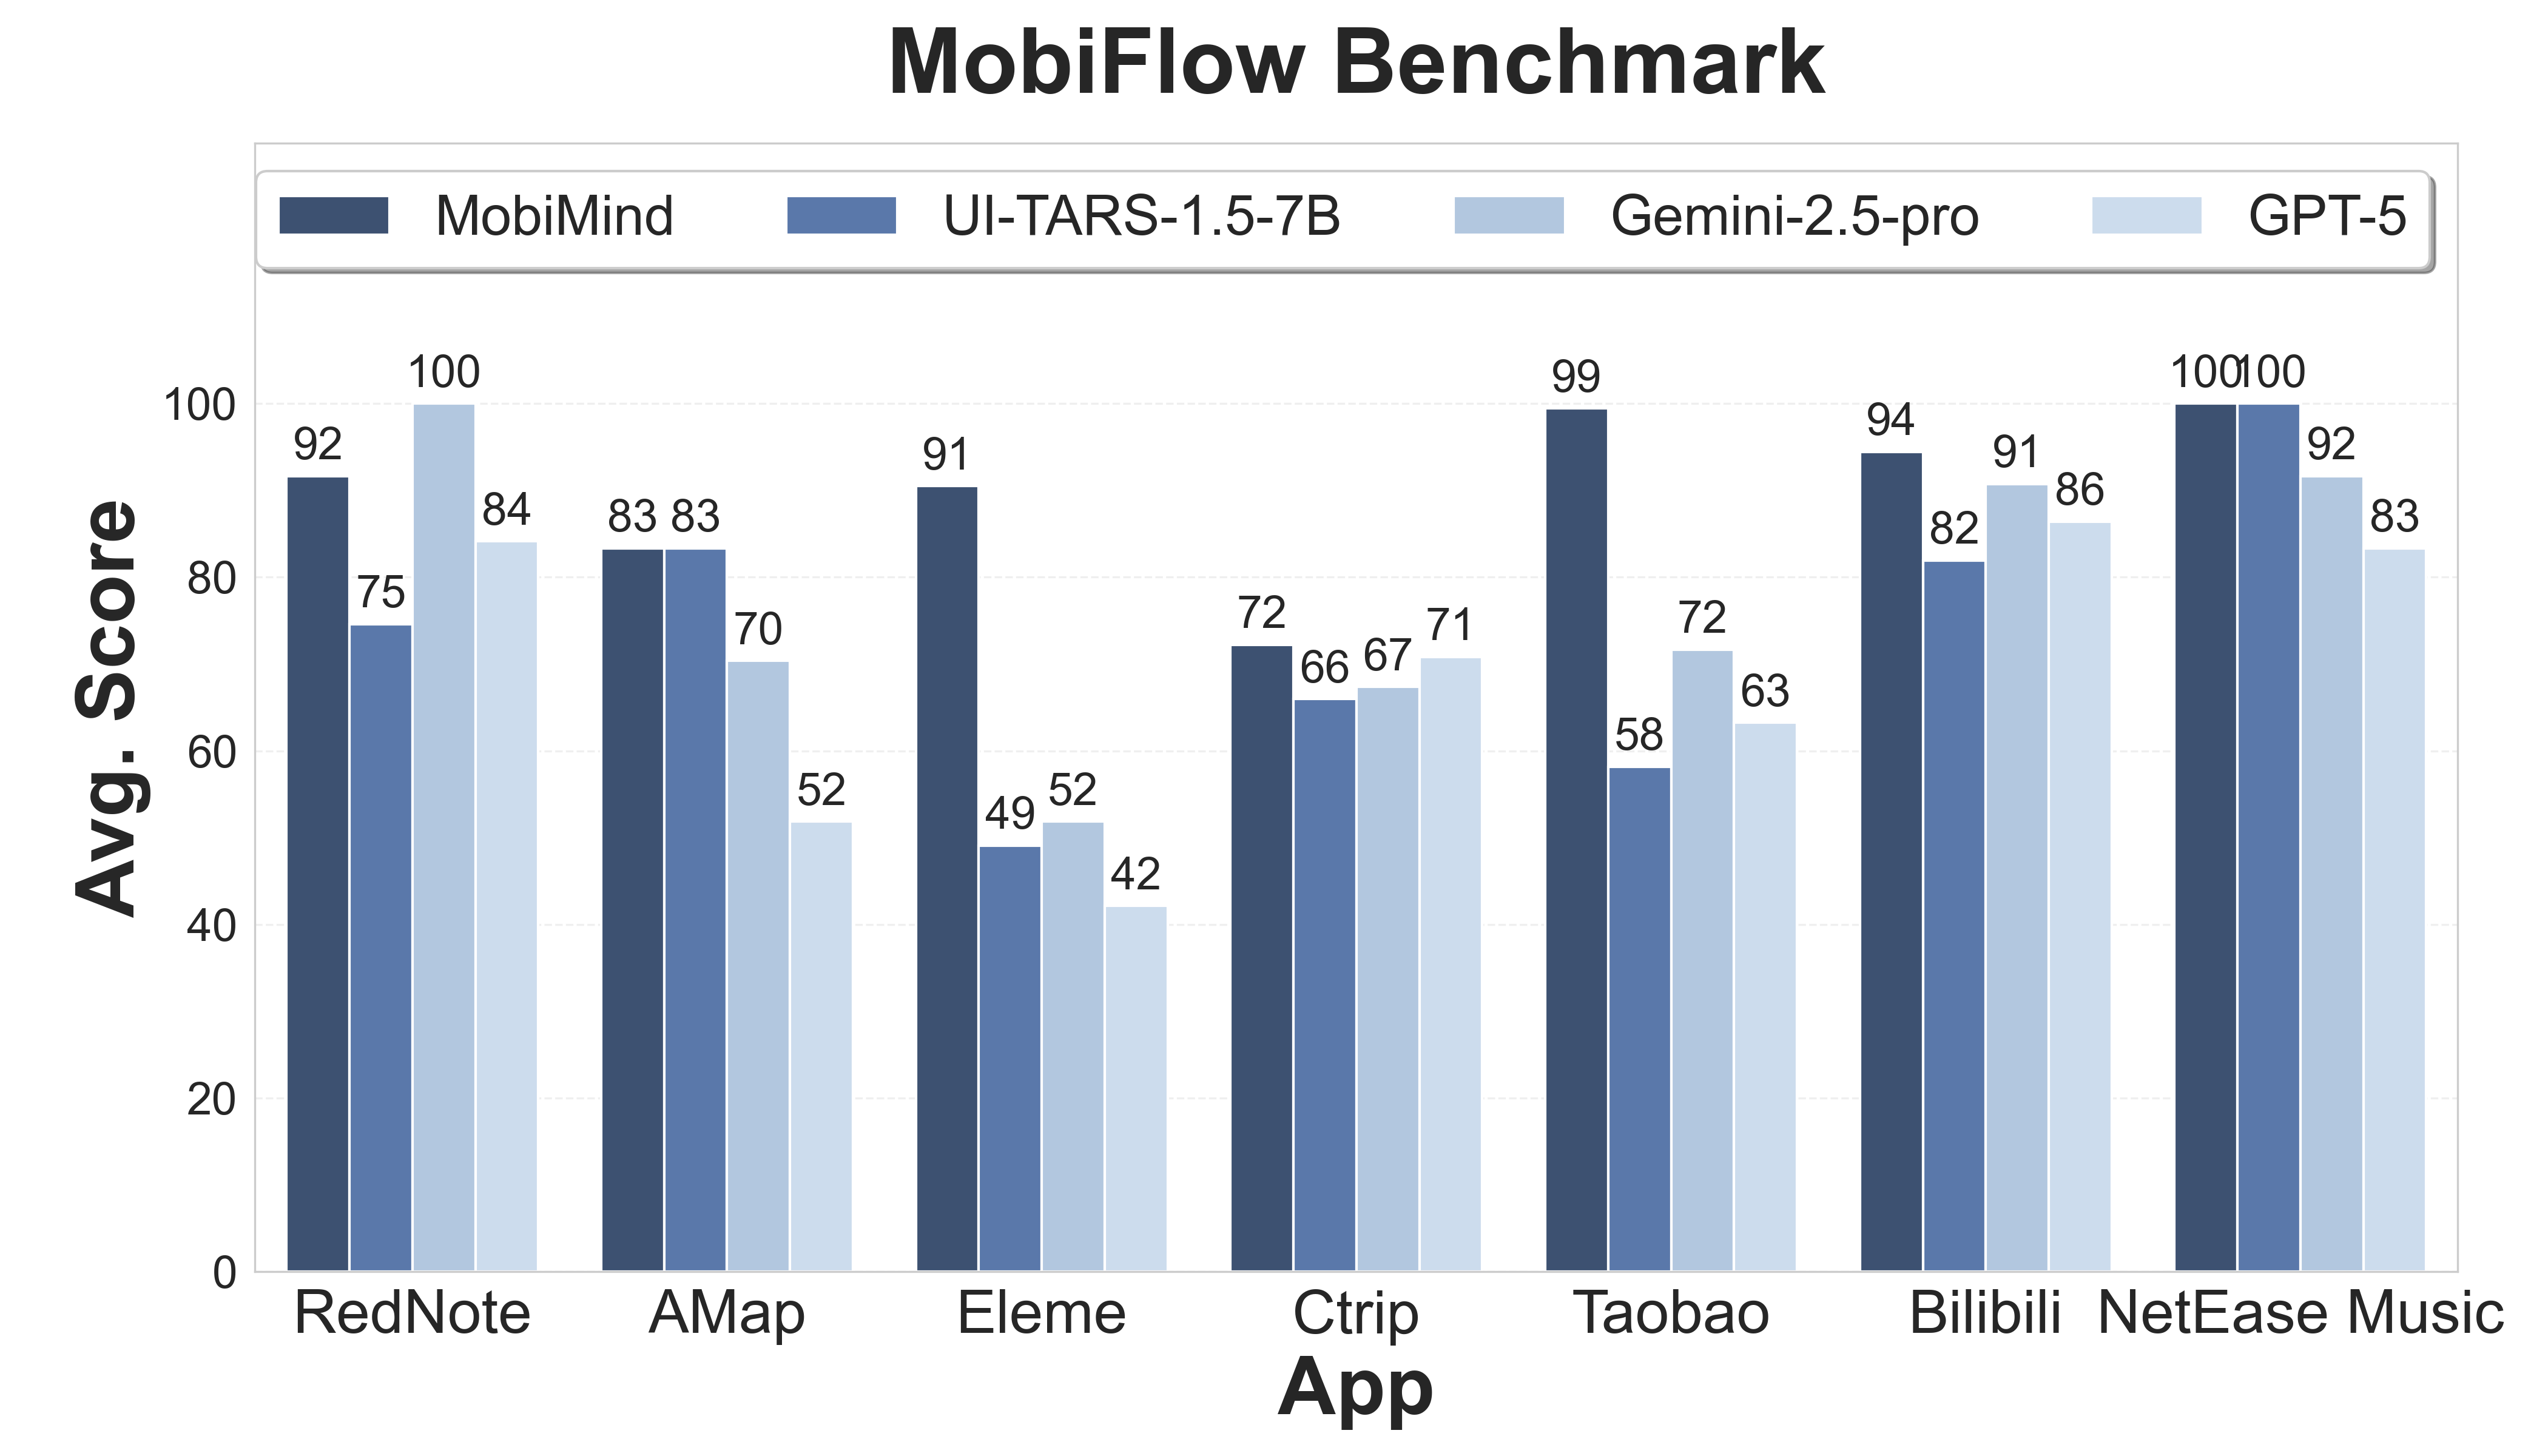 MobiFlow Benchmark
MobiMind UI-TARS-1.5-7B Gemini-2.5-pro GPT-5
Avg. Score
100
80
60
40
20
0
92 75 100 84
83 83 70 52
91 49 52 42
72 66 67 71
99 58 72 63
94 82 91 86
100 100 92 83
RedNote AMap Eleme Ctrip Taobao Bilibili NetEase Music
App